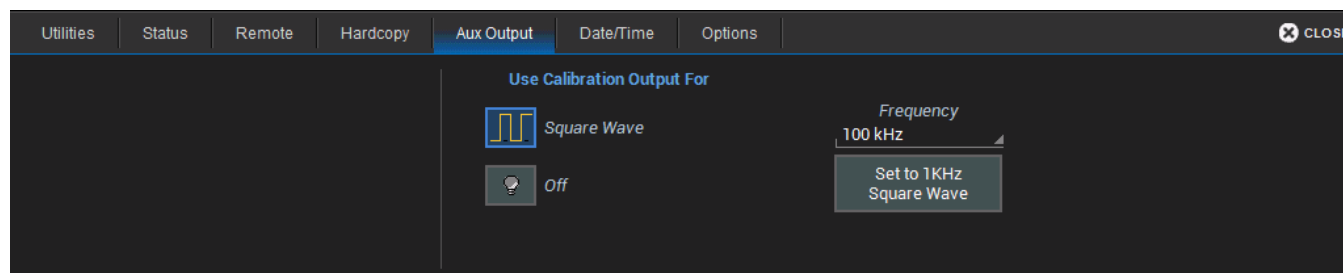 Utilities Status Remote Hardcopy Aux Output Date/Time Options CLOS
Use Calibration Output For
Square Wave
Off
Frequency
100 kHz
Set to 1KHz
Square Wave